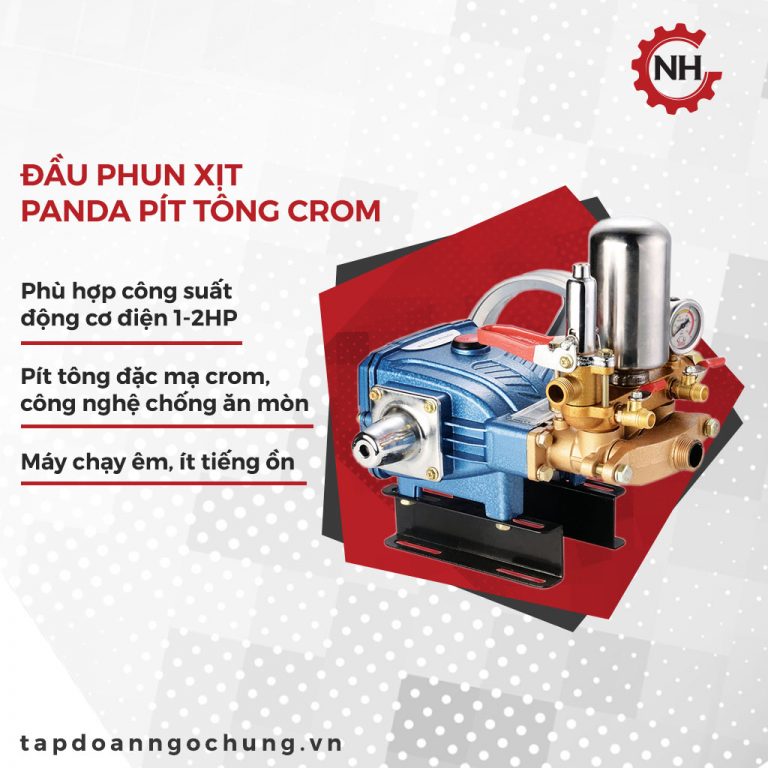 NH
ĐẦU PHUN XỊT
PANDA PÍT TÔNG CROM
Phù hợp công suất
động cơ điện 1-2HP
Pít tông đặc mạ crom,
công nghệ chống ăn mòn
Máy chạy êm, ít tiếng ồn
tapdoanngochung.vn